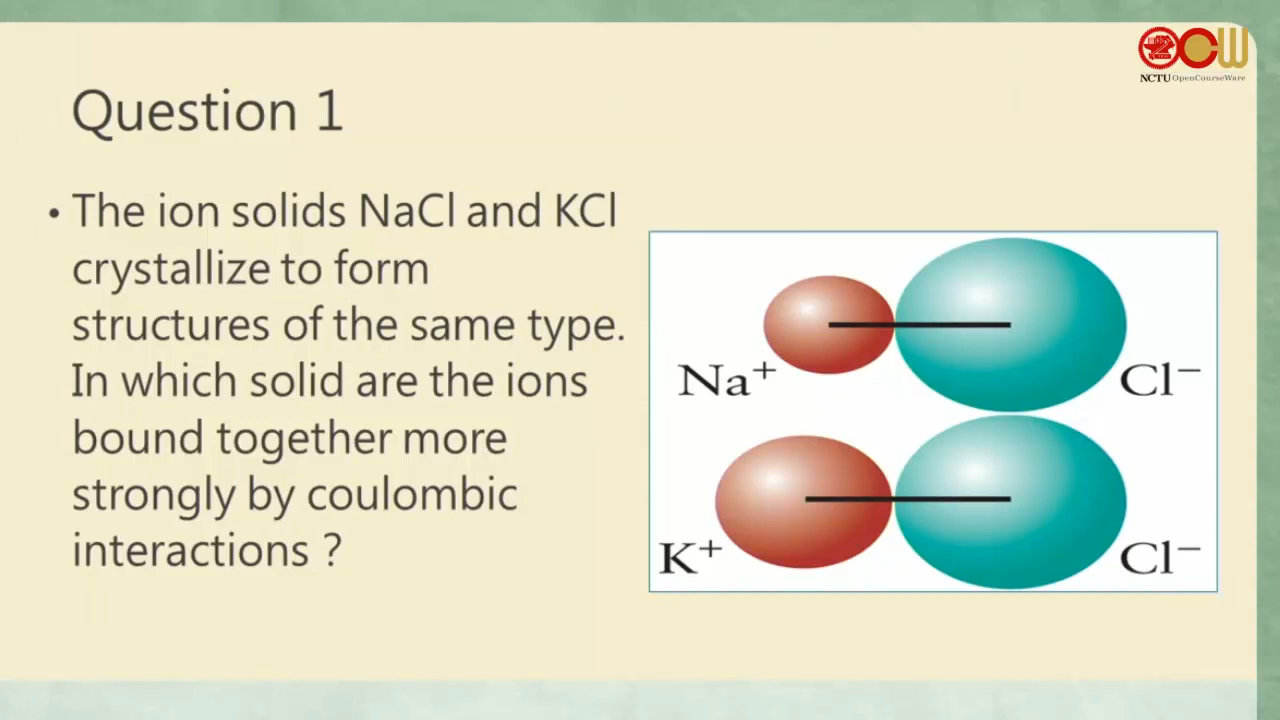 NCTU OpenCourseWare
Question 1
• The ion solids NaCl and KCl
crystallize to form
structures of the same type.
In which solid are the ions
bound together more
strongly by coulombic
interactions ?
Na⁺
Cl⁻
K⁺
Cl⁻